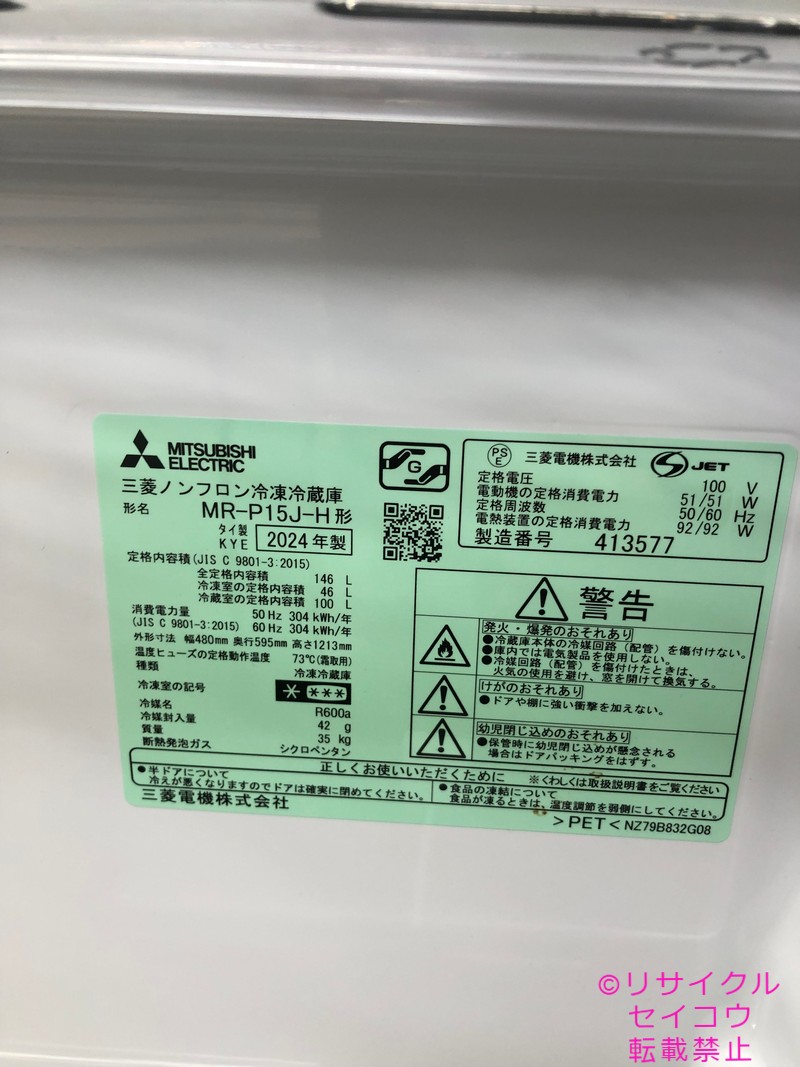 MITSUBISHI
ELECTRIC
三菱ノンフロン冷凍冷蔵庫
形名 MR-P15J-H形
タイ製
KYE 2024年製
定格内容積(JIS C 9801-3:2015)
全定格内容積 146 L
冷凍室の定格内容積 46 L
冷蔵室の定格内容積 100 L
消費電力量 50 Hz 304 kWh/年
(JIS C 9801-3:2015) 60 Hz 304 kWh/年
外形寸法 幅480mm 奥行595mm 高さ1213mm
温度ヒューズの定格動作温度 73℃(霜取用)
種類 冷凍冷蔵庫
冷凍室の記号
冷媒名 R600a
冷媒封入量 42 g
質量 35 kg
断熱発泡ガス シクロペンタン
G
PS
E
三菱電機株式会社
JET
定格電圧 100 V
電動機の定格消費電力 51/51 W
定格周波数 50/60 Hz
電熱装置の定格消費電力 92/92 W
製造番号 413577
警告
発火・爆発のおそれあり
●冷蔵庫本体の冷媒回路(配管)を傷付けない。
●庫内では電気製品を使用しない。
●冷媒回路(配管)を傷付けたときは、
火気の使用を避け、窓を開けて換気する。
けがのおそれあり
●ドアや棚に強い衝撃を加えない。
幼児閉じ込めのおそれあり
●保管時に幼児閉じ込めが懸念される
場合はドアパッキングをはずす。
正しくお使いいただくために ※くわしくは取扱説明書をご覧ください
●半ドアについて
冷えが悪くなりますのでドアは確実に閉めてください。
●食品の凍結について
食品が凍るときは、温度調節を弱側にしてください。
三菱電機株式会社
>PET< NZ79B832G08
©リサイクル
セイコウ
転載禁止